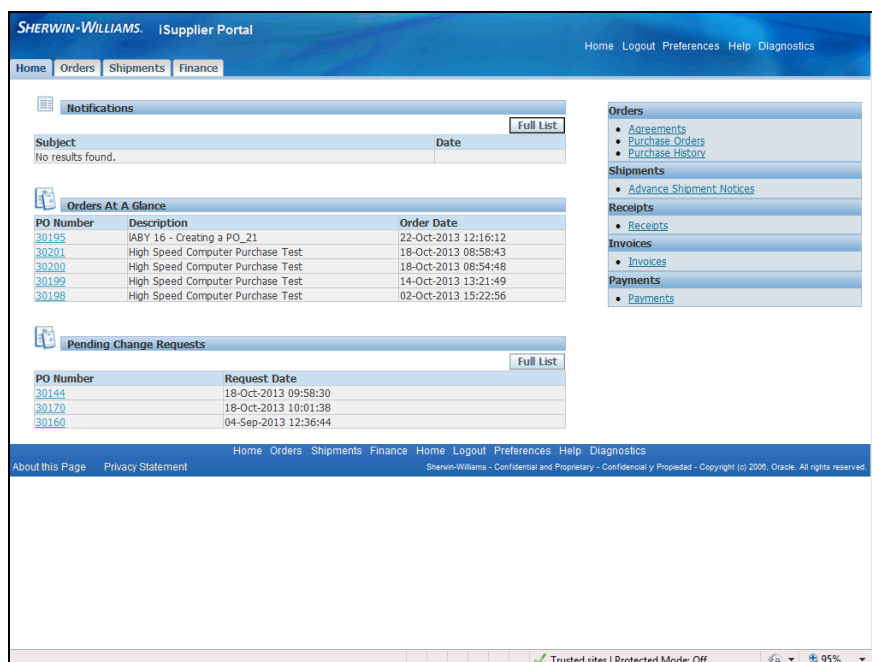 SHERWIN-WILLIAMS. iSupplier Portal
Home Logout Preferences Help Diagnostics
Home Orders Shipments Finance
Notifications
Full List
Subject Date
No results found.
Orders At A Glance
PO Number Description Order Date
30195 IABY 16 - Creating a PO_21 22-Oct-2013 12:16:12
30201 High Speed Computer Purchase Test 18-Oct-2013 08:58:43
30200 High Speed Computer Purchase Test 18-Oct-2013 08:54:48
30199 High Speed Computer Purchase Test 14-Oct-2013 13:21:49
30198 High Speed Computer Purchase Test 02-Oct-2013 15:22:56
Pending Change Requests
Full List
PO Number Request Date
30144 18-Oct-2013 09:58:30
30170 18-Oct-2013 10:01:38
30160 04-Sep-2013 12:36:44
Orders
Agreements
Purchase Orders
Purchase History
Shipments
Advance Shipment Notices
Receipts
Receipts
Invoices
Invoices
Payments
Payments
Home Orders Shipments Finance Home Logout Preferences Help Diagnostics
About this Page Privacy Statement
Sherwin-Williams - Confidential and Proprietary - Confidencial y Propiedad - Copyright (c) 2006, Oracle. All rights reserved.
Trusted sites | Protected Mode: Off 95%